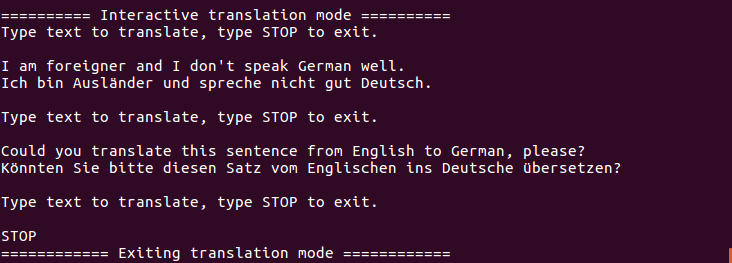 ========== Interactive translation mode ==========
Type text to translate, type STOP to exit.
I am foreigner and I don't speak German well.
Ich bin Ausländer und spreche nicht gut Deutsch.
Type text to translate, type STOP to exit.
Could you translate this sentence from English to German, please?
Könnten Sie bitte diesen Satz vom Englischen ins Deutsche übersetzen?
Type text to translate, type STOP to exit.
STOP
============ Exiting translation mode ============